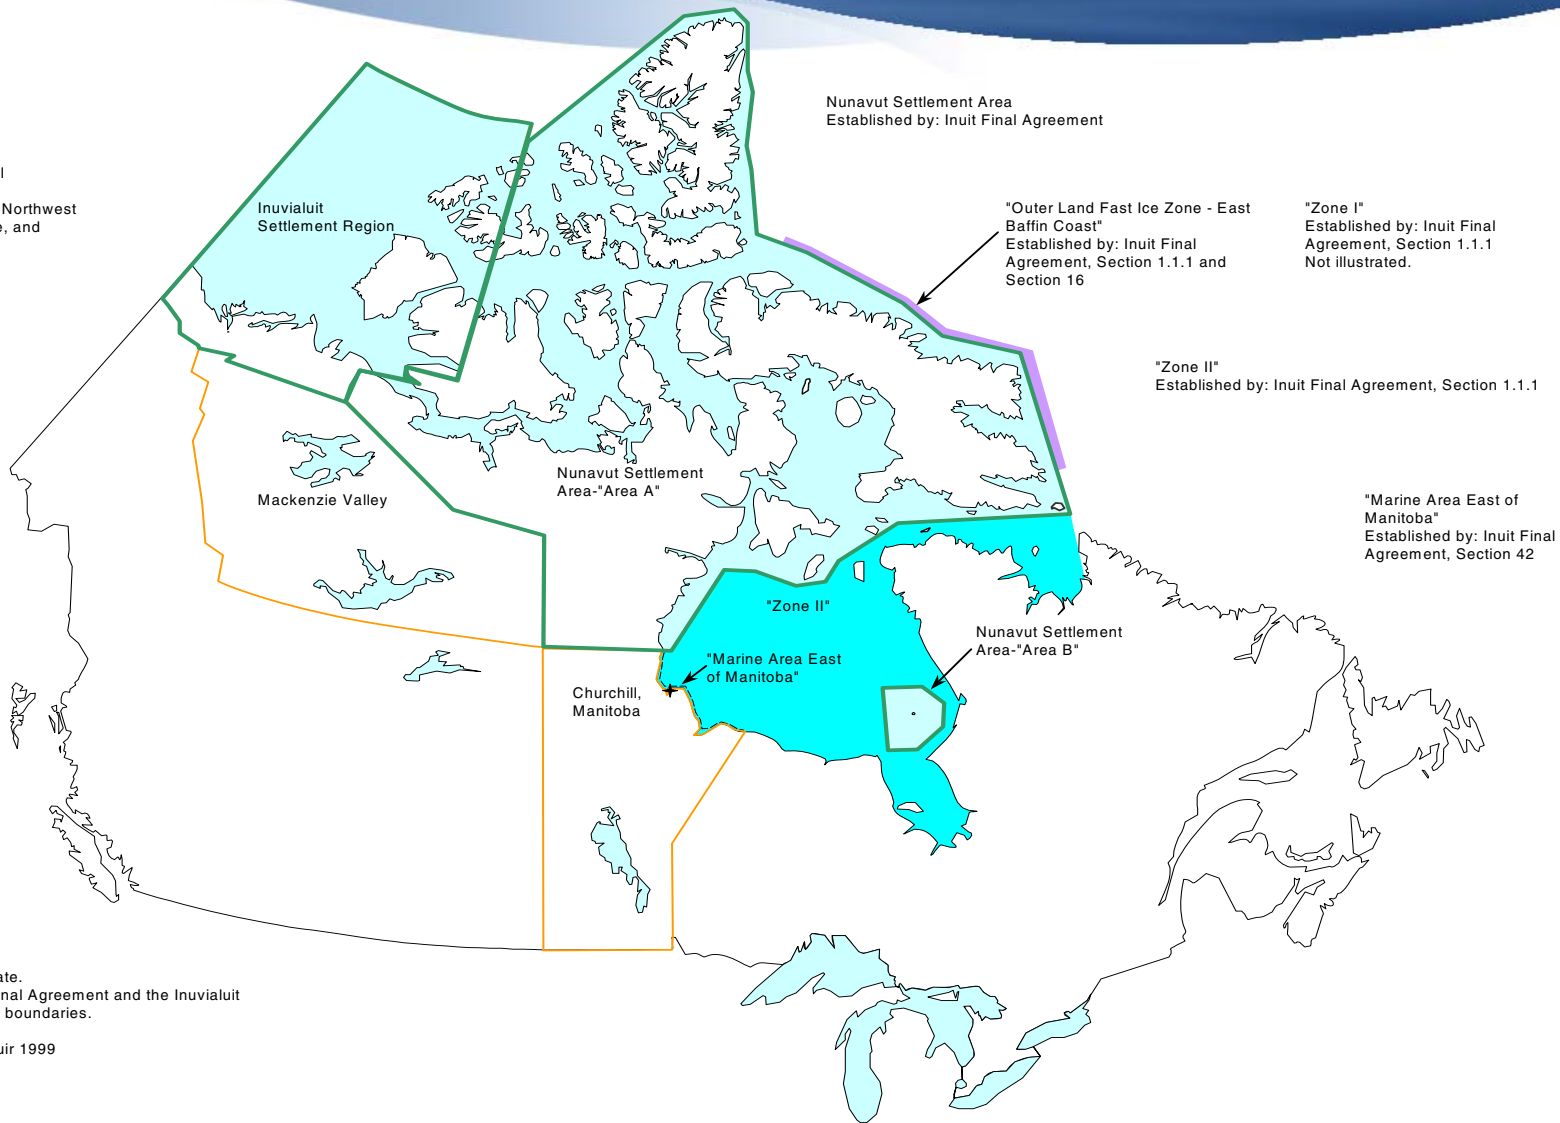 Nunavut Settlement Area
Established by: Inuit Final Agreement
l
Northwest
e, and
Inuvialuit
Settlement Region
"Outer Land Fast Ice Zone - East
Baffin Coast"
Established by: Inuit Final
Agreement, Section 1.1.1 and
Section 16
"Zone I"
Established by: Inuit Final
Agreement, Section 1.1.1
Not illustrated.
"Zone II"
Established by: Inuit Final Agreement, Section 1.1.1
Nunavut Settlement
Area-"Area A"
Mackenzie Valley
"Marine Area East of
Manitoba"
Established by: Inuit Final
Agreement, Section 42
"Zone II"
Nunavut Settlement
Area-"Area B"
"Marine Area East
of Manitoba"
Churchill,
Manitoba
ate.
nal Agreement and the Inuvialuit
boundaries.
uir 1999